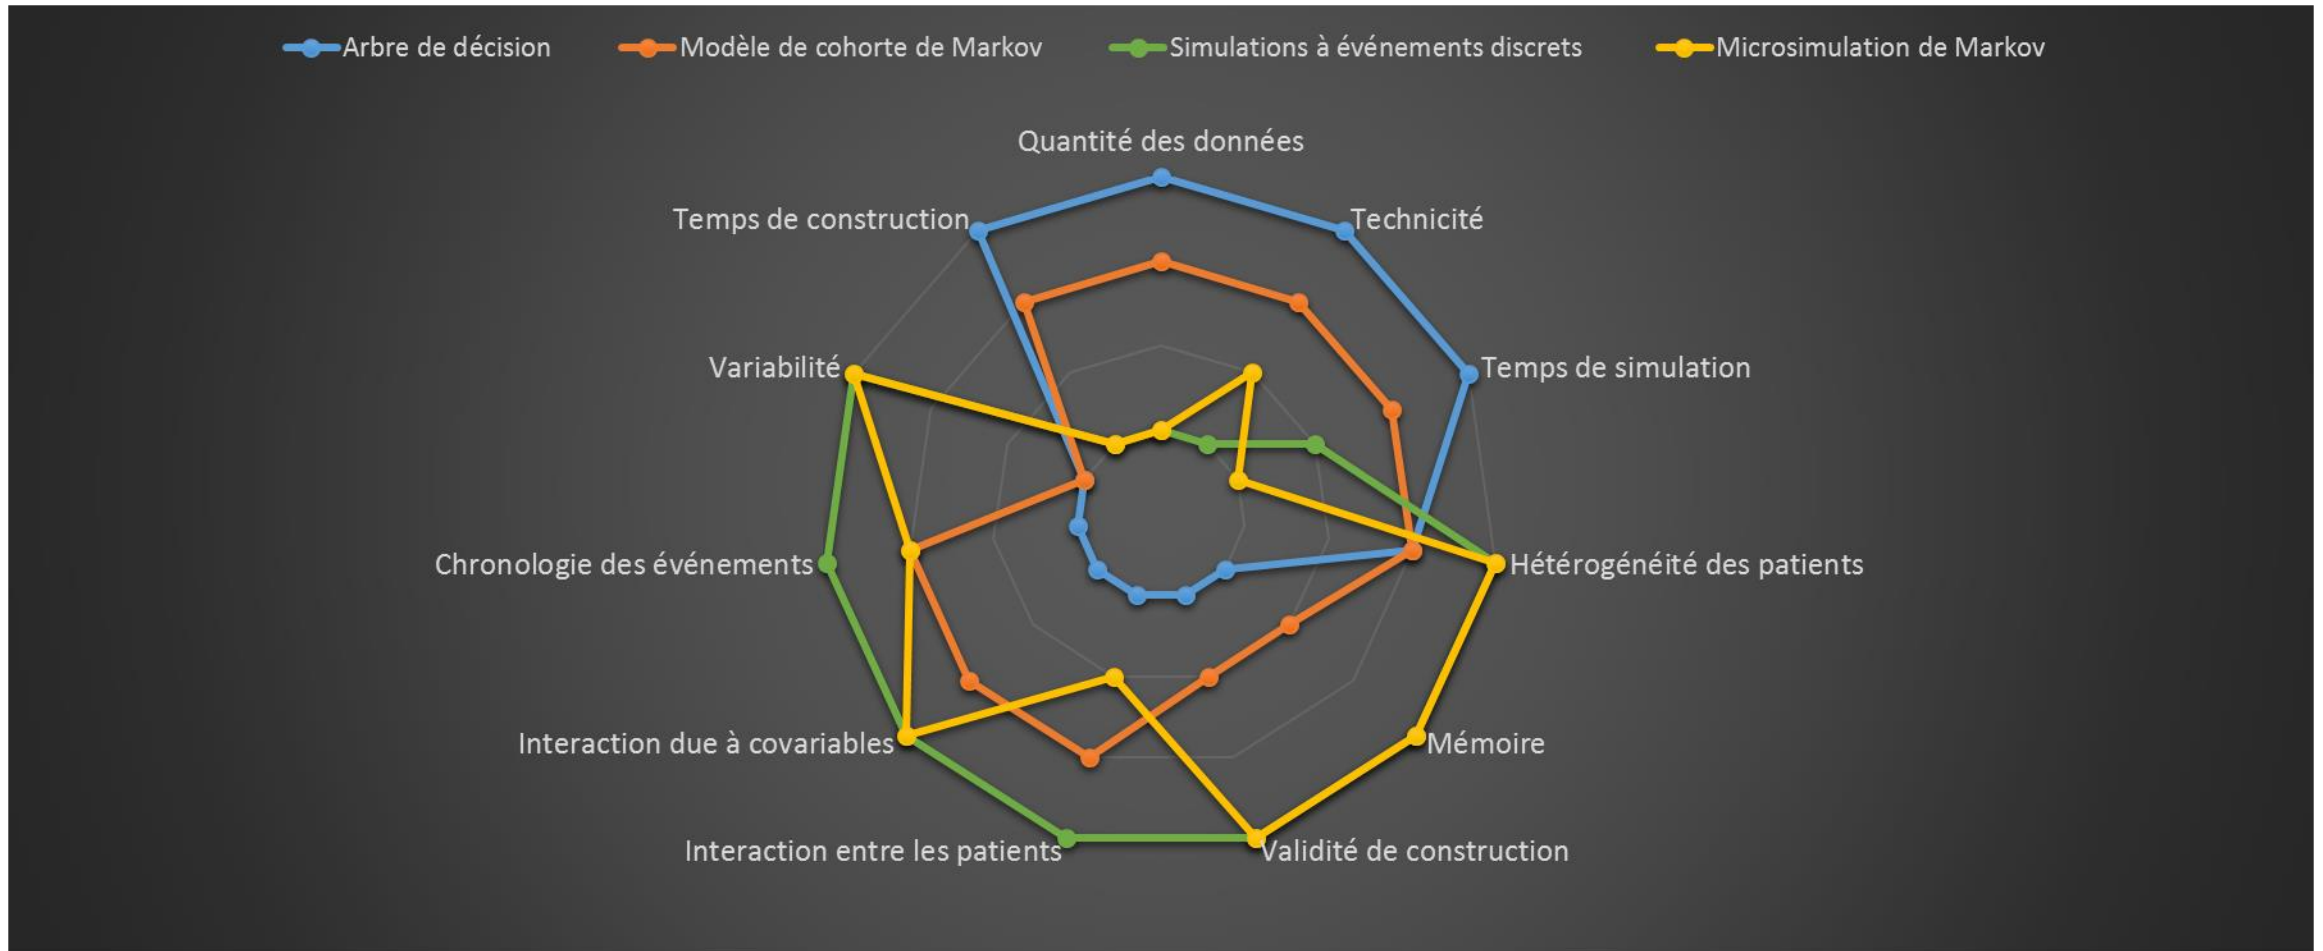 Arbre de décision
Modèle de cohorte de Markov
Simulations à événements discrets
Microsimulation de Markov
Quantité des données
Temps de construction
Technicité
Variabilité
Temps de simulation
Chronologie des événements
Hétérogénéité des patients
Interaction due à covariables
Mémoire
Interaction entre les patients
Validité de construction